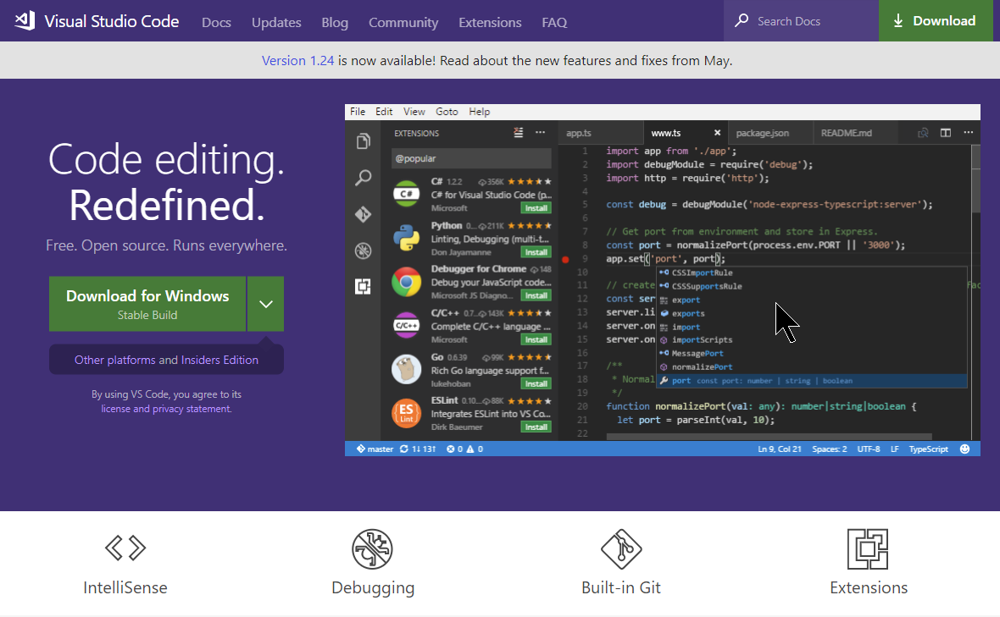 Visual Studio Code Docs Updates Blog Community Extensions FAQ Search Docs Download
Version 1.24 is now available! Read about the new features and fixes from May.
Code editing.
Redefined.
Free. Open source. Runs everywhere.
Download for Windows
Stable Build
Other platforms and Insiders Edition
By using VS Code, you agree to its
license and privacy statement.
File Edit View Goto Help
EXTENSIONS
@popular
C# 1.2.2 356K
C# for Visual Studio Code (p...
Microsoft Install
Python 0.... 211K
Linting, Debugging (multi-t...
Don Jayamanne Install
Debugger for Chrome 148
Debug your JavaScript code...
Microsoft JS Diagno... Install
C/C++ 0.7... 143K
Complete C/C++ language ...
Microsoft Install
Go 0.6.39 99K
Rich Go language support f...
lukehoban Install
ESLint 0.10... 88K
Integrates ESLint into VS Co...
Dirk Baeumer Install
C#
C/C++
ES
Lint
app.ts www.ts package.json README.md
1 import app from './app';
2 import debugModule = require('debug');
3 import http = require('http');
4
5 const debug = debugModule('node-express-typescript:server');
6
7 // Get port from environment and store in Express.
8 const port = normalizePort(process.env.PORT || '3000');
9 app.set('port', port);
10
11 // create
12 const ser
13 server.li
14 server.on
15 server.on
16
17 /**
18 * Normal
19 */
20 function normalizePort(val: any): number|string|boolean {
21 let port = parseInt(val, 10);
22
CSSImportRule
CSSSupportsRule
export
exports
import
importScripts
MessagePort
normalizePort
port const port: number | string | boolean
master 1↓ 13↑ 0 0 Ln 9, Col 21 Spaces: 2 UTF-8 LF TypeScript
IntelliSense Debugging Built-in Git Extensions